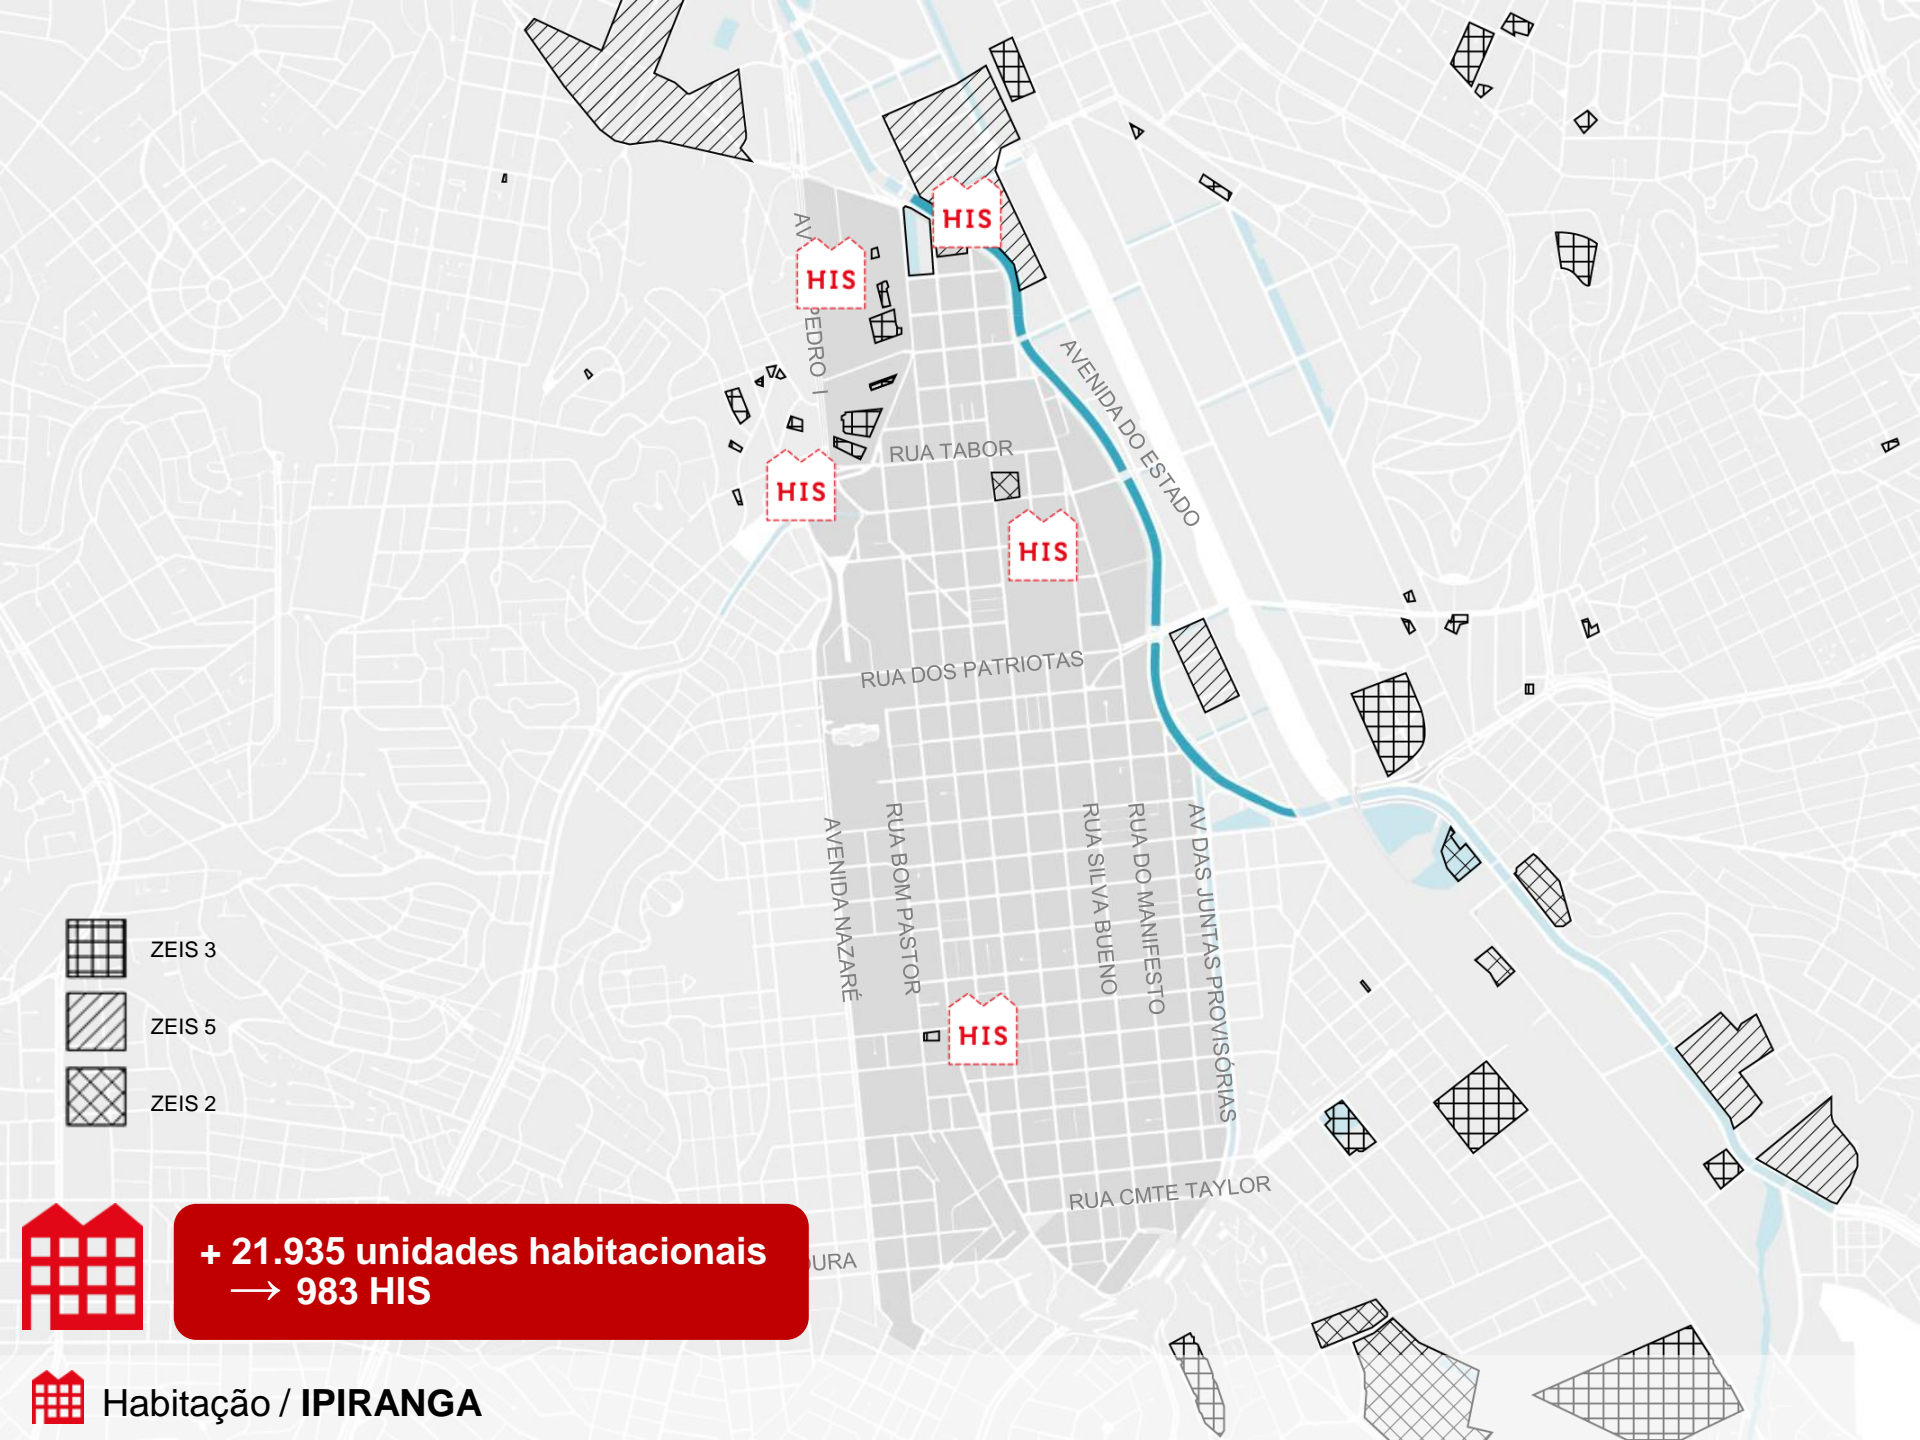 HIS
AV
HIS
PEDRO I
AVENIDA DO ESTADO
RUA TABOR
HIS
HIS
RUA DOS PATRIOTAS
AVENIDA NAZARÉ
RUA BOM PASTOR
RUA SILVA BUENO
RUA DO MANIFESTO
AV DAS JUNTAS PROVISÓRIAS
ZEIS 3
ZEIS 5
ZEIS 2
HIS
RUA CMTE TAYLOR
OURA
+ 21.935 unidades habitacionais
→ 983 HIS
Habitação / IPIRANGA